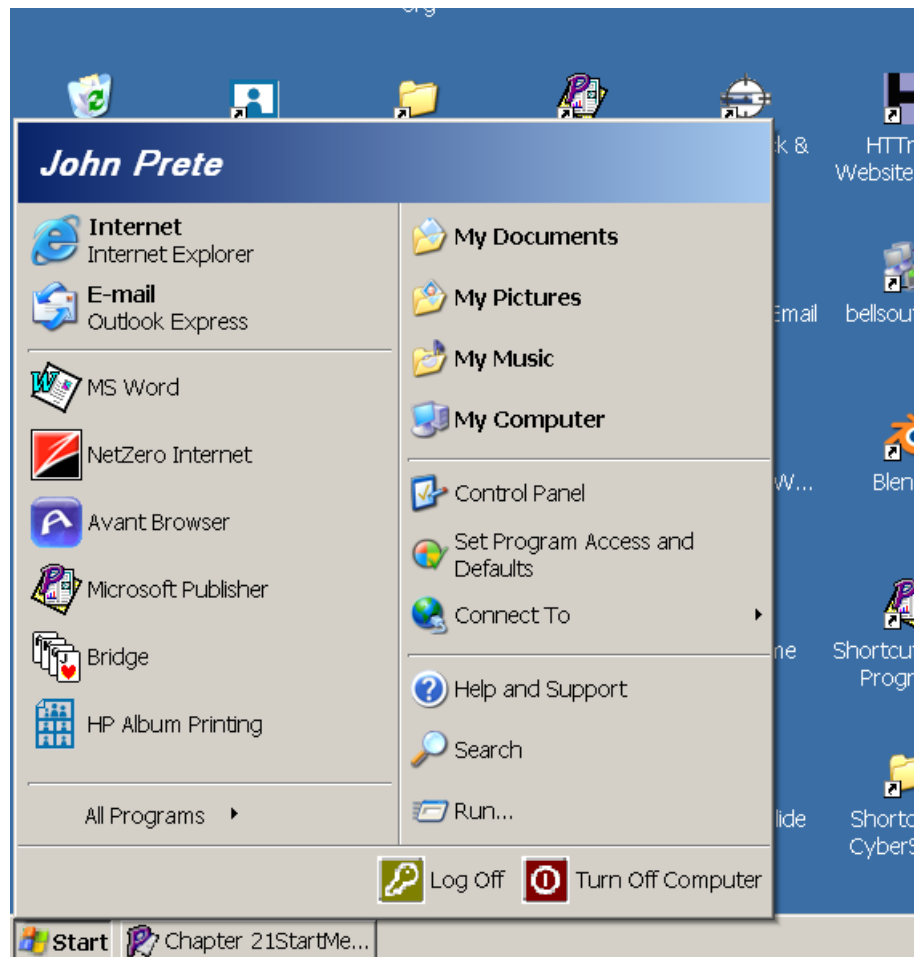 org
John Prete
Internet
Internet Explorer
E-mail
Outlook Express
MS Word
NetZero Internet
Avant Browser
Microsoft Publisher
Bridge
HP Album Printing
All Programs
My Documents
My Pictures
My Music
My Computer
Control Panel
Set Program Access and
Defaults
Connect To
Help and Support
Search
Run...
Log Off
Turn Off Computer
k &
HTTr
Website
Email
bellsou
W...
Blen
me
Shortcu
Progr
lide
Shortc
CyberS
Start
Chapter 21StartMe...